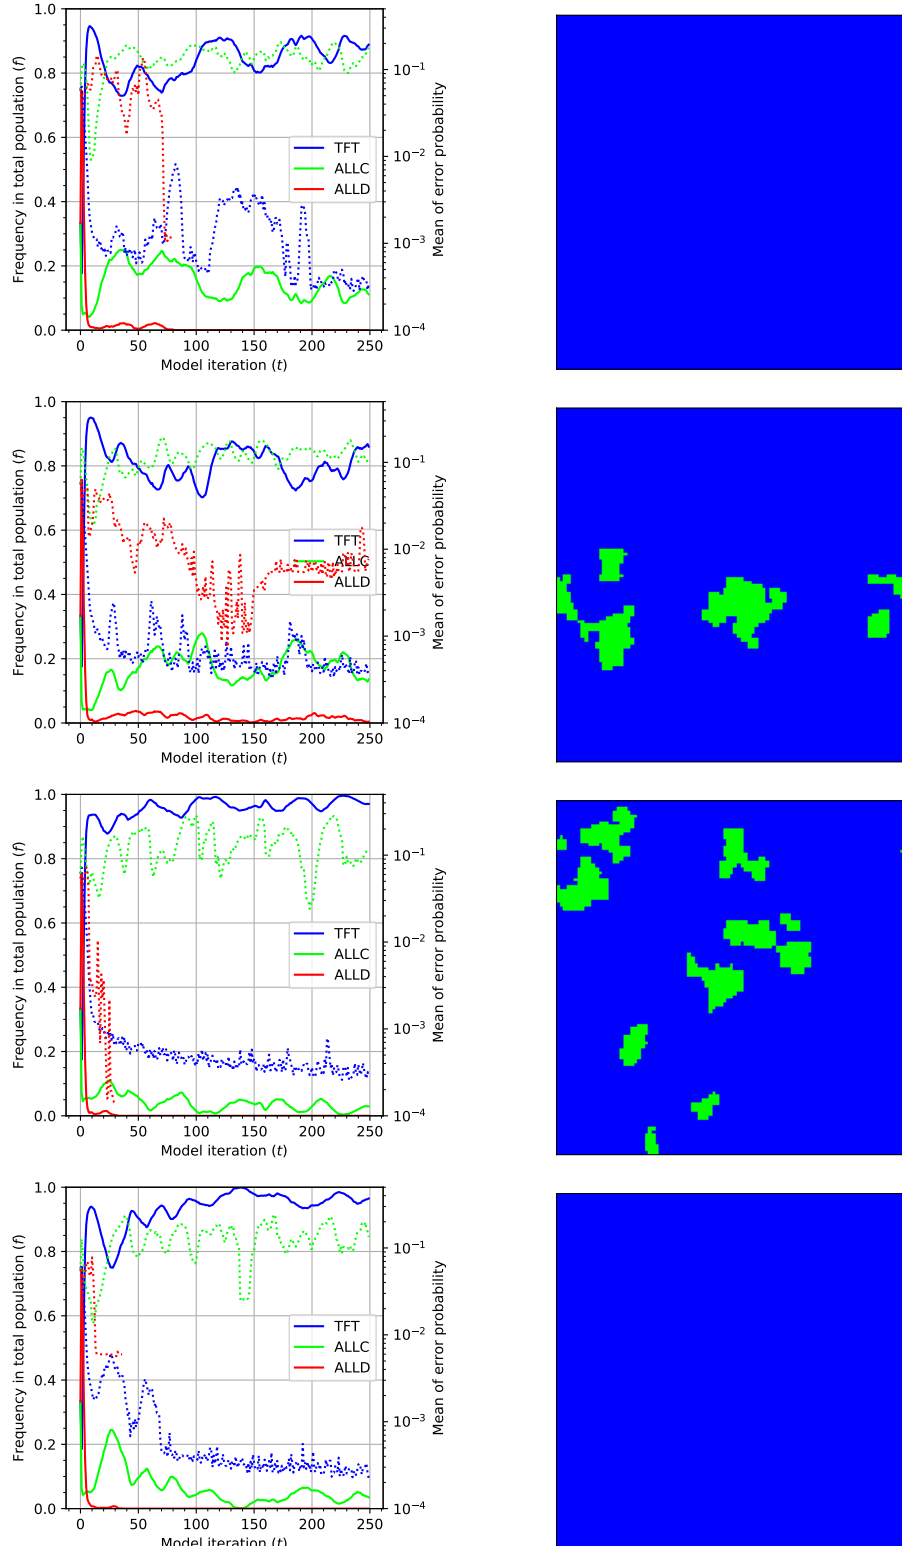 1.0
0.8
0.6
0.4
0.2
0.0
Frequency in total population (f)
0 50 100 150 200 250
Model iteration (t)
10⁻¹
10⁻²
10⁻³
10⁻⁴
Mean of error probability
TFT
ALLC
ALLD
1.0
0.8
0.6
0.4
0.2
0.0
Frequency in total population (f)
0 50 100 150 200 250
Model iteration (t)
10⁻¹
10⁻²
10⁻³
10⁻⁴
Mean of error probability
TFT
ALLC
ALLD
1.0
0.8
0.6
0.4
0.2
0.0
Frequency in total population (f)
0 50 100 150 200 250
Model iteration (t)
10⁻¹
10⁻²
10⁻³
10⁻⁴
Mean of error probability
TFT
ALLC
ALLD
1.0
0.8
0.6
0.4
0.2
0.0
Frequency in total population (f)
0 50 100 150 200 250
Model iteration (t)
10⁻¹
10⁻²
10⁻³
10⁻⁴
Mean of error probability
TFT
ALLC
ALLD